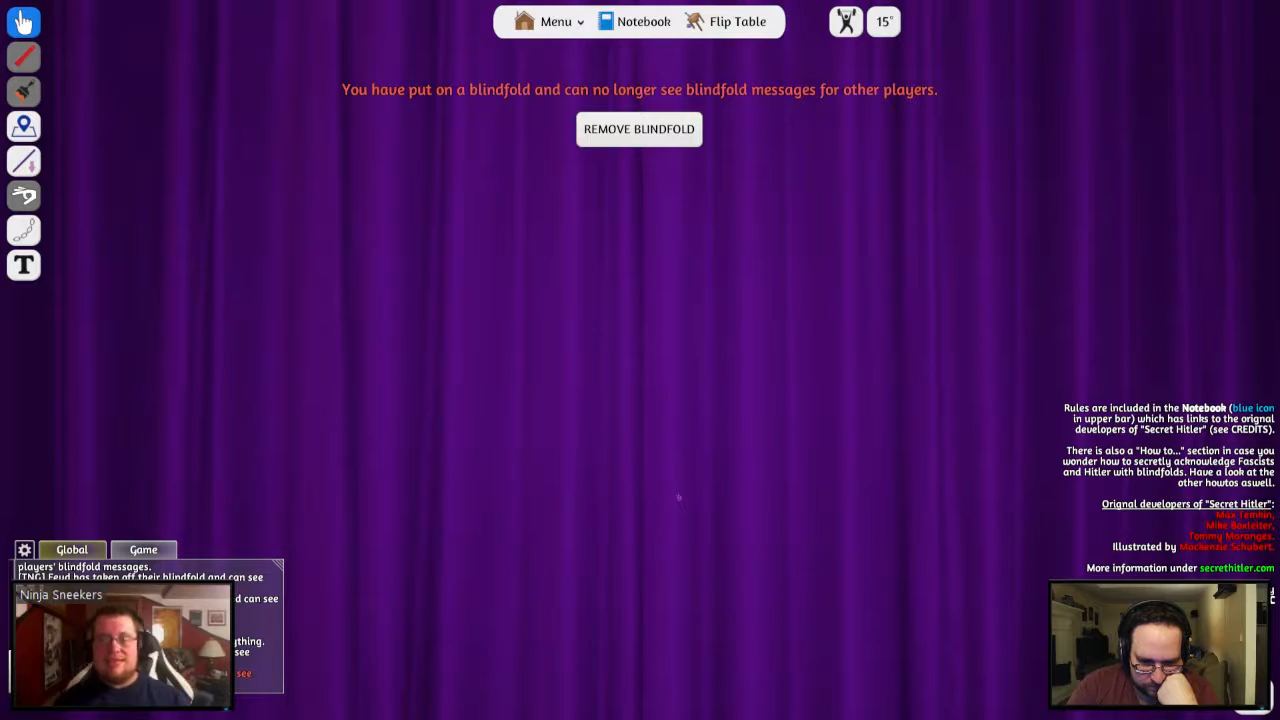 Menu
Notebook
Flip Table
15°
You have put on a blindfold and can no longer see blindfold messages for other players.
REMOVE BLINDFOLD
T
Rules are included in the Notebook (blue icon
in upper bar) which has links to the orignal
developers of "Secret Hitler" (see CREDITS).
There is also a "How to..." section in case you
wonder how to secretly acknowledge Fascists
and Hitler with blindfolds. Have a look at the
other howtos aswell.
Orignal developers of "Secret Hitler":
Max Temkin,
Mike Boxleiter,
Tommy Maranges.
Illustrated by Mackenzie Schubert.
More information under secrethitler.com
Global
Game
players' blindfold messages.
[TNG] Feud has taken off their blindfold and can see
d can see
ything.
see
see
Ninja Sneekers